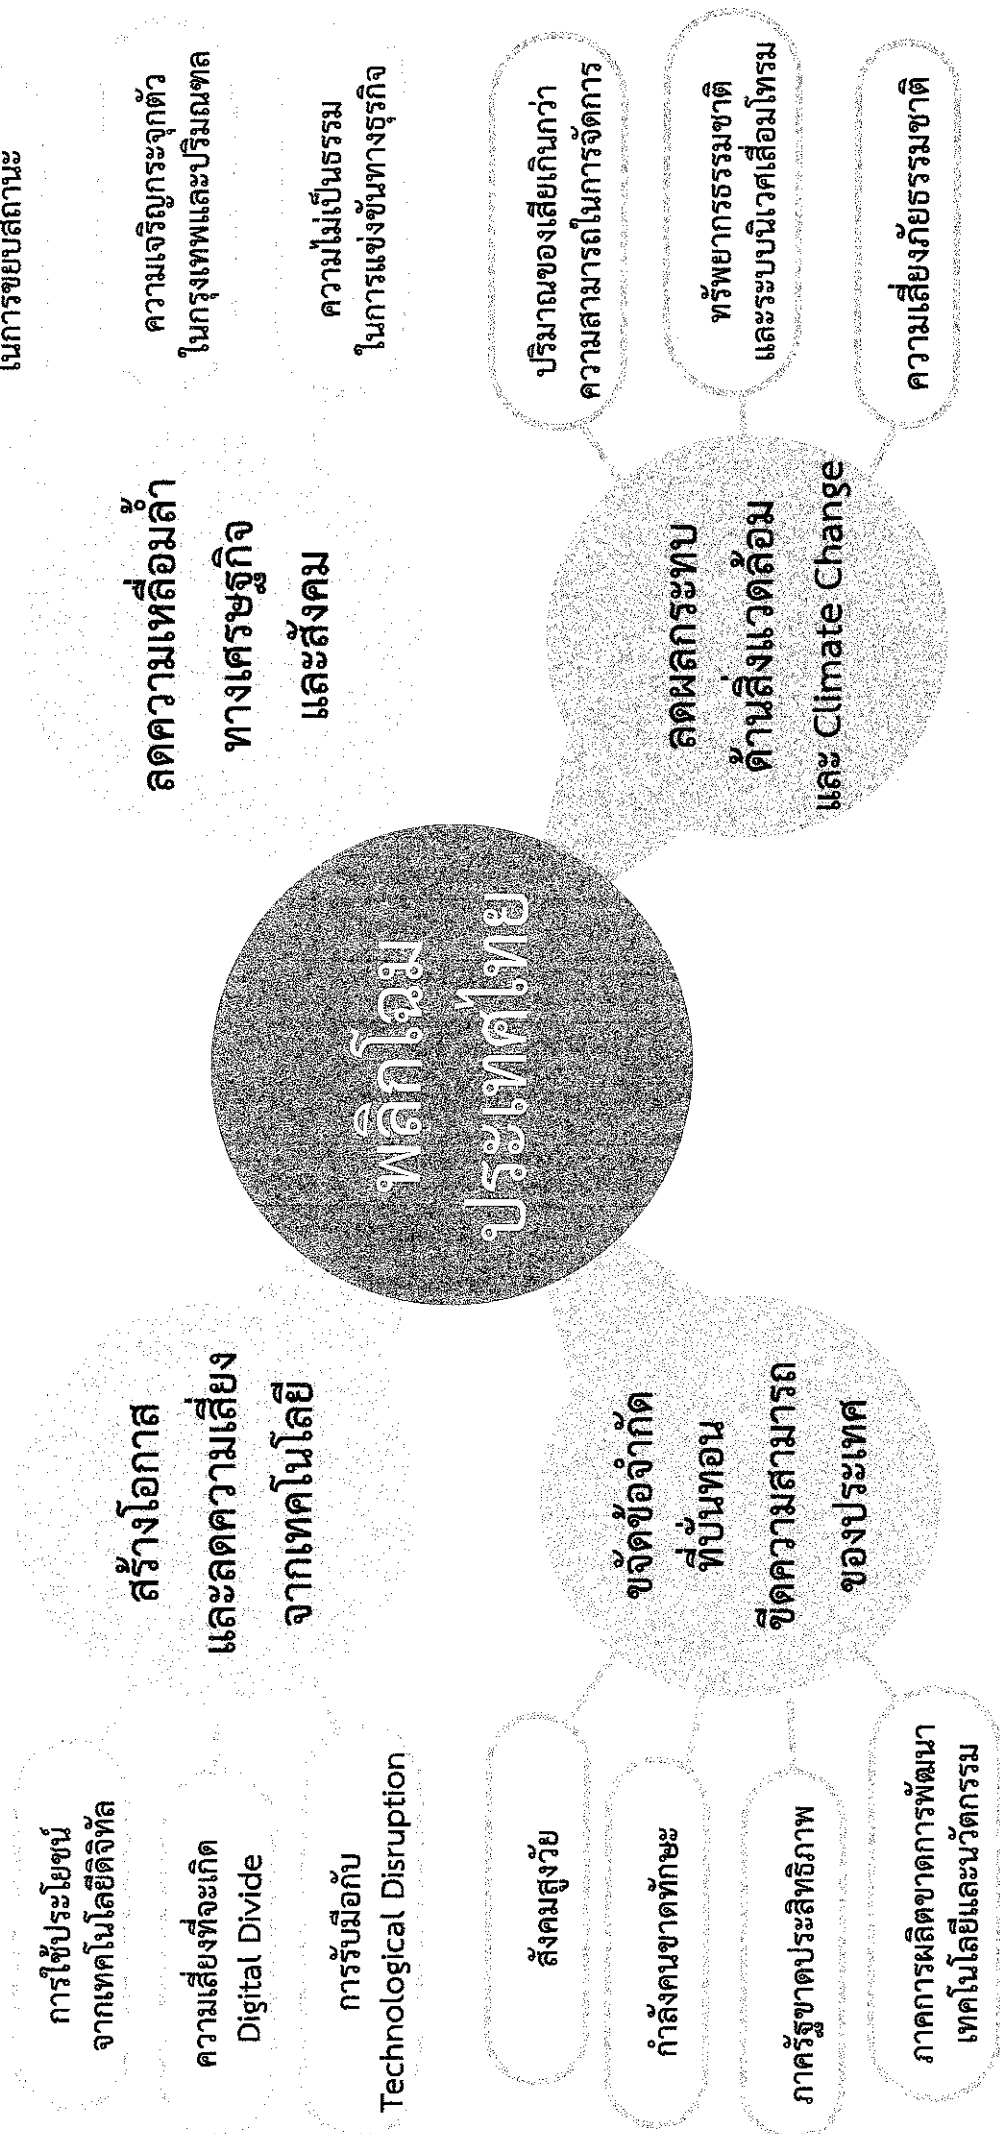 การใช้ประโยชน์
จากเทคโนโลยีดิจิทัล
ความเสี่ยงที่จะเกิด
Digital Divide
การรับมือกับ
Technological Disruption
สร้างโอกาส
และลดความเสี่ยง
จากเทคโนโลยี
พลิกโฉม
ประเทศไทย
ลดความเหลื่อมล้ำ
ทางเศรษฐกิจ
และสังคม
ในการขยับสถานะ
ความเจริญกระจุกตัว
ในกรุงเทพและปริมณฑล
ความไม่เป็นธรรม
ในการแข่งขันทางธุรกิจ
สังคมสูงวัย
กำลังคนขาดทักษะ
ภาครัฐขาดประสิทธิภาพ
ภาคการผลิตขาดการพัฒนา
เทคโนโลยีและนวัตกรรม
ขจัดข้อจำกัด
ที่บั่นทอน
ขีดความสามารถ
ของประเทศ
ลดผลกระทบ
ด้านสิ่งแวดล้อม
และ Climate Change
ปริมาณของเสียเกินกว่า
ความสามารถในการจัดการ
ทรัพยากรธรรมชาติ
และระบบนิเวศเสื่อมโทรม
ความเสี่ยงภัยธรรมชาติ